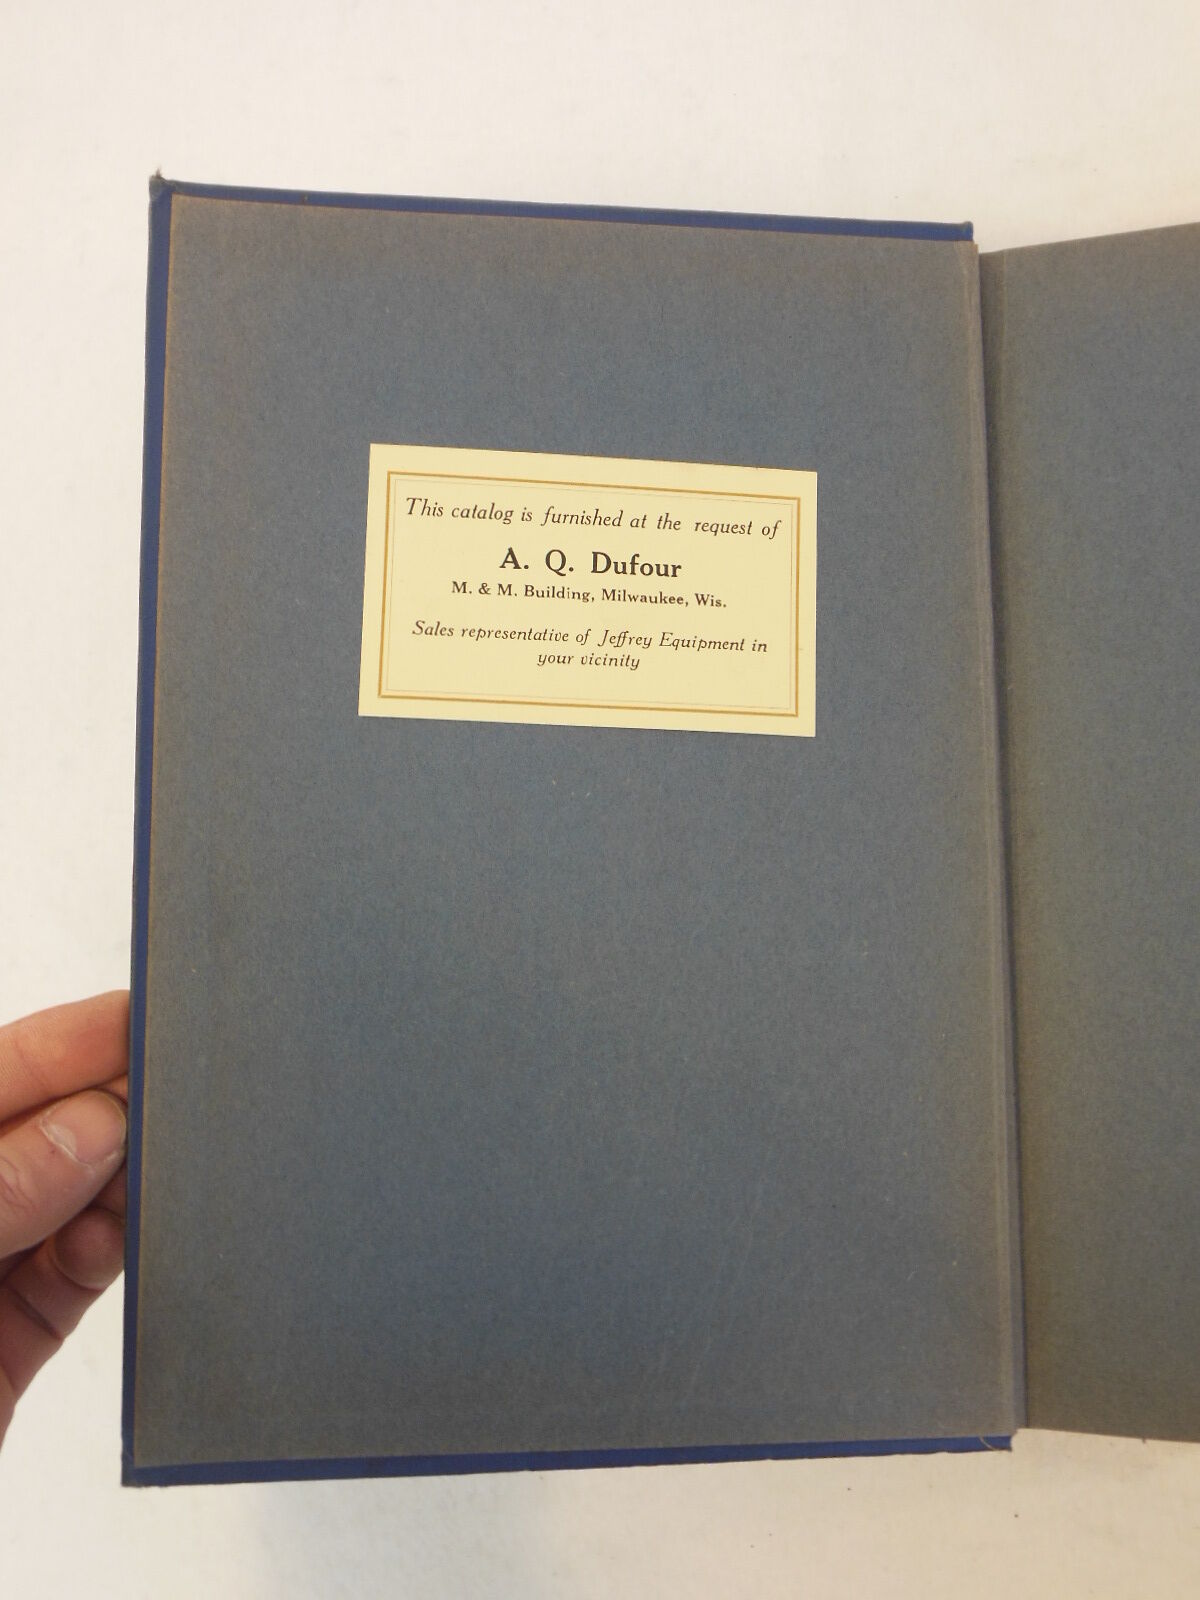 This catalog is furnished at the request of
A. Q. Dufour
M. & M. Building, Milwaukee, Wis.
Sales representative of Jeffrey Equipment in
your vicinity